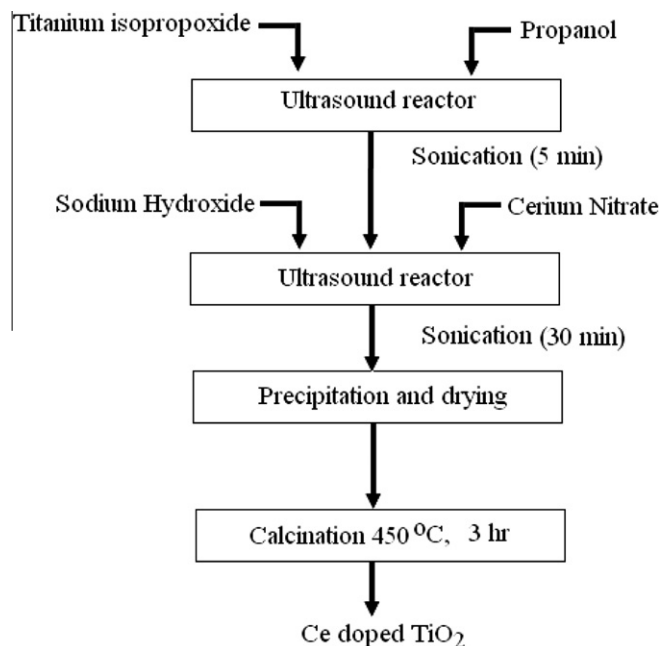 Titanium isopropoxide
Propanol
Ultrasound reactor
Sonication (5 min)
Sodium Hydroxide
Cerium Nitrate
Ultrasound reactor
Sonication (30 min)
Precipitation and drying
Calcination 450 °C, 3 hr
Ce doped TiO₂